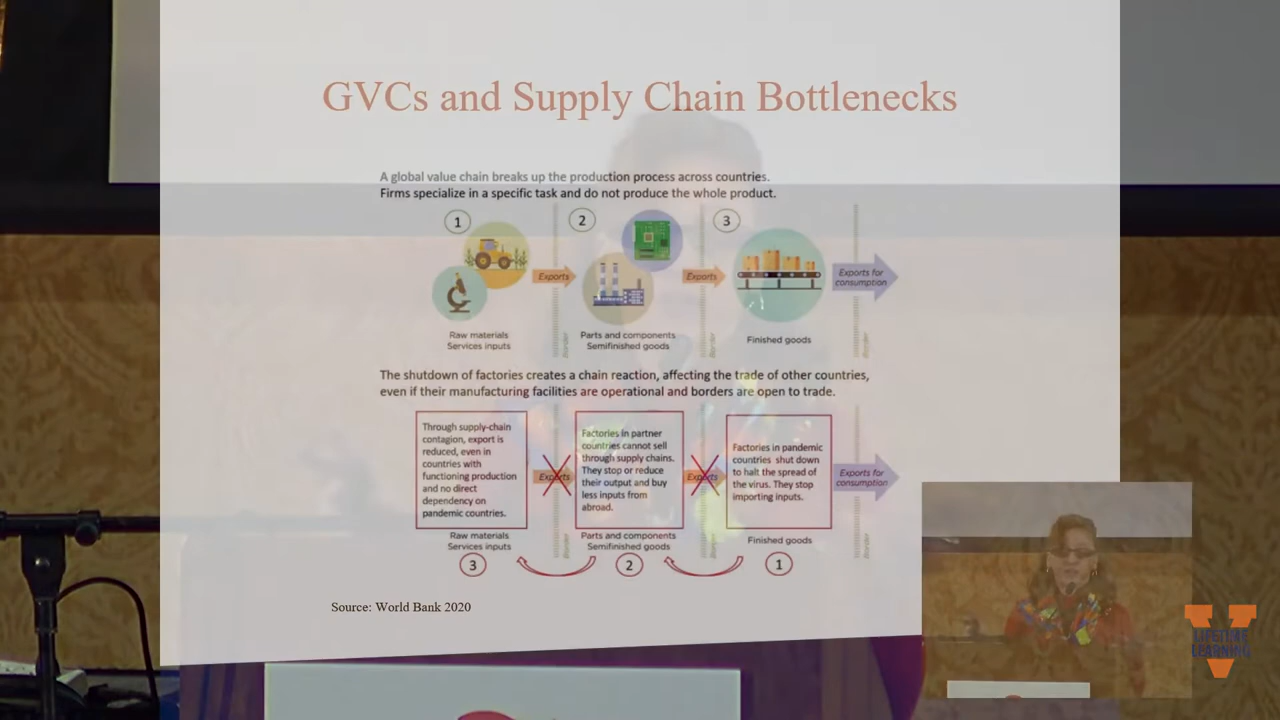 GVCs and Supply Chain Bottlenecks
A global value chain breaks up the production process across countries.
Firms specialize in a specific task and do not produce the whole product.
1
2
3
Exports
Exports
Exports for
consumption
Border
Border
Border
Raw materials
Services inputs
Parts and components
Semifinished goods
Finished goods
The shutdown of factories creates a chain reaction, affecting the trade of other countries,
even if their manufacturing facilities are operational and borders are open to trade.
Through supply-chain
contagion, export is
reduced, even in
countries with
functioning production
and no direct
dependency on
pandemic countries.
Exports
Factories in partner
countries cannot sell
through supply chains.
They stop or reduce
their output and buy
less inputs from
abroad.
Exports
Factories in pandemic
countries shut down
to halt the spread of
the virus. They stop
importing inputs.
Exports for
consumption
Border
Border
Border
Raw materials
Services inputs
Parts and components
Semifinished goods
Finished goods
3
2
1
Source: World Bank 2020
V
LIFETIME
LEARNING